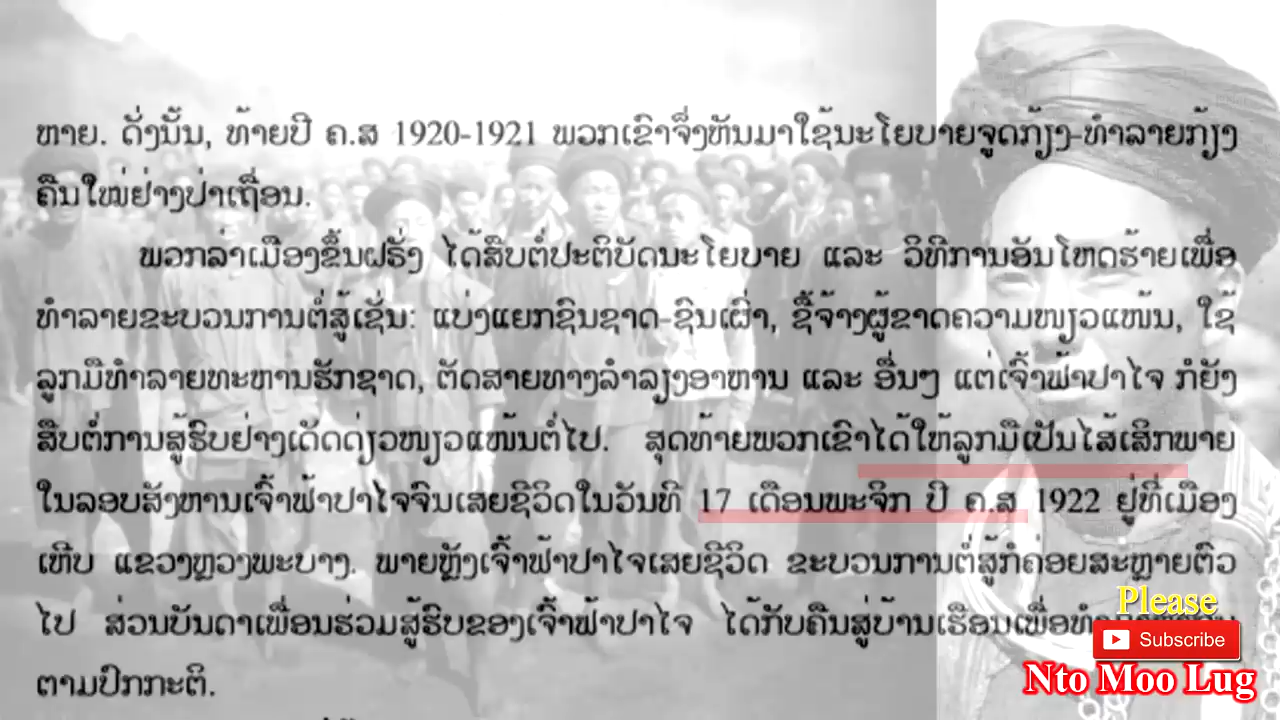 ຫາຍ. ດັ່ງນັ້ນ, ທ້າຍປີ ຄ.ສ 1920-1921 ພວກເຂົາຈຶ່ງຫັນມາໃຊ້ນະໂຍບາຍຈູດກ້ຽງ-ທຳລາຍກ້ຽງ
ຄືນໃໝ່ຢ່າງປ່າເຖື່ອນ.
ພວກລ່າເມືອງຂຶ້ນຝຣັ່ງ ໄດ້ສືບຕໍ່ປະຕິບັດນະໂຍບາຍ ແລະ ວິທີການອັນໂຫດຮ້າຍເພື່ອ
ທຳລາຍຂະບວນການຕໍ່ສູ້ເຊັ່ນ: ແບ່ງແຍກຊົນຊາດ-ຊົນເຜົ່າ, ຊື້ຈ້າງຜູ້ຂາດຄວາມໜຽວແໜ້ນ, ໃຊ້
ລູກມືທຳລາຍທະຫານຮັກຊາດ, ຕັດສາຍທາງລຳລຽງອາຫານ ແລະ ອື່ນໆ ແຕ່ເຈົ້າຟ້າປາໄຈ ກໍຍັງ
ສືບຕໍ່ການສູ້ຮົບຢ່າງເດັດດ່ຽວໜຽວແໜ້ນຕໍ່ໄປ. ສຸດທ້າຍພວກເຂົາໄດ້ໃຫ້ລູກມືເປັນໄສ້ເສິກພາຍ
ໃນລອບສັງຫານເຈົ້າຟ້າປາໄຈຈົນເສຍຊີວິດໃນວັນທີ 17 ເດືອນພະຈິກ ປີ ຄ.ສ 1922 ຢູ່ທີ່ເມືອງ
ເຫີບ ແຂວງຫຼວງພະບາງ. ພາຍຫຼັງເຈົ້າຟ້າປາໄຈເສຍຊີວິດ ຂະບວນການຕໍ່ສູ້ກໍຄ່ອຍສະຫຼາຍຕົວ
ໄປ ສ່ວນບັນດາເພື່ອນຮ່ວມສູ້ຮົບຂອງເຈົ້າຟ້າປາໄຈ ໄດ້ກັບຄືນສູ່ບ້ານເຮືອນເພື່ອ
ຕາມປົກກະຕິ.
Please
Subscribe
Nto Moo Lug